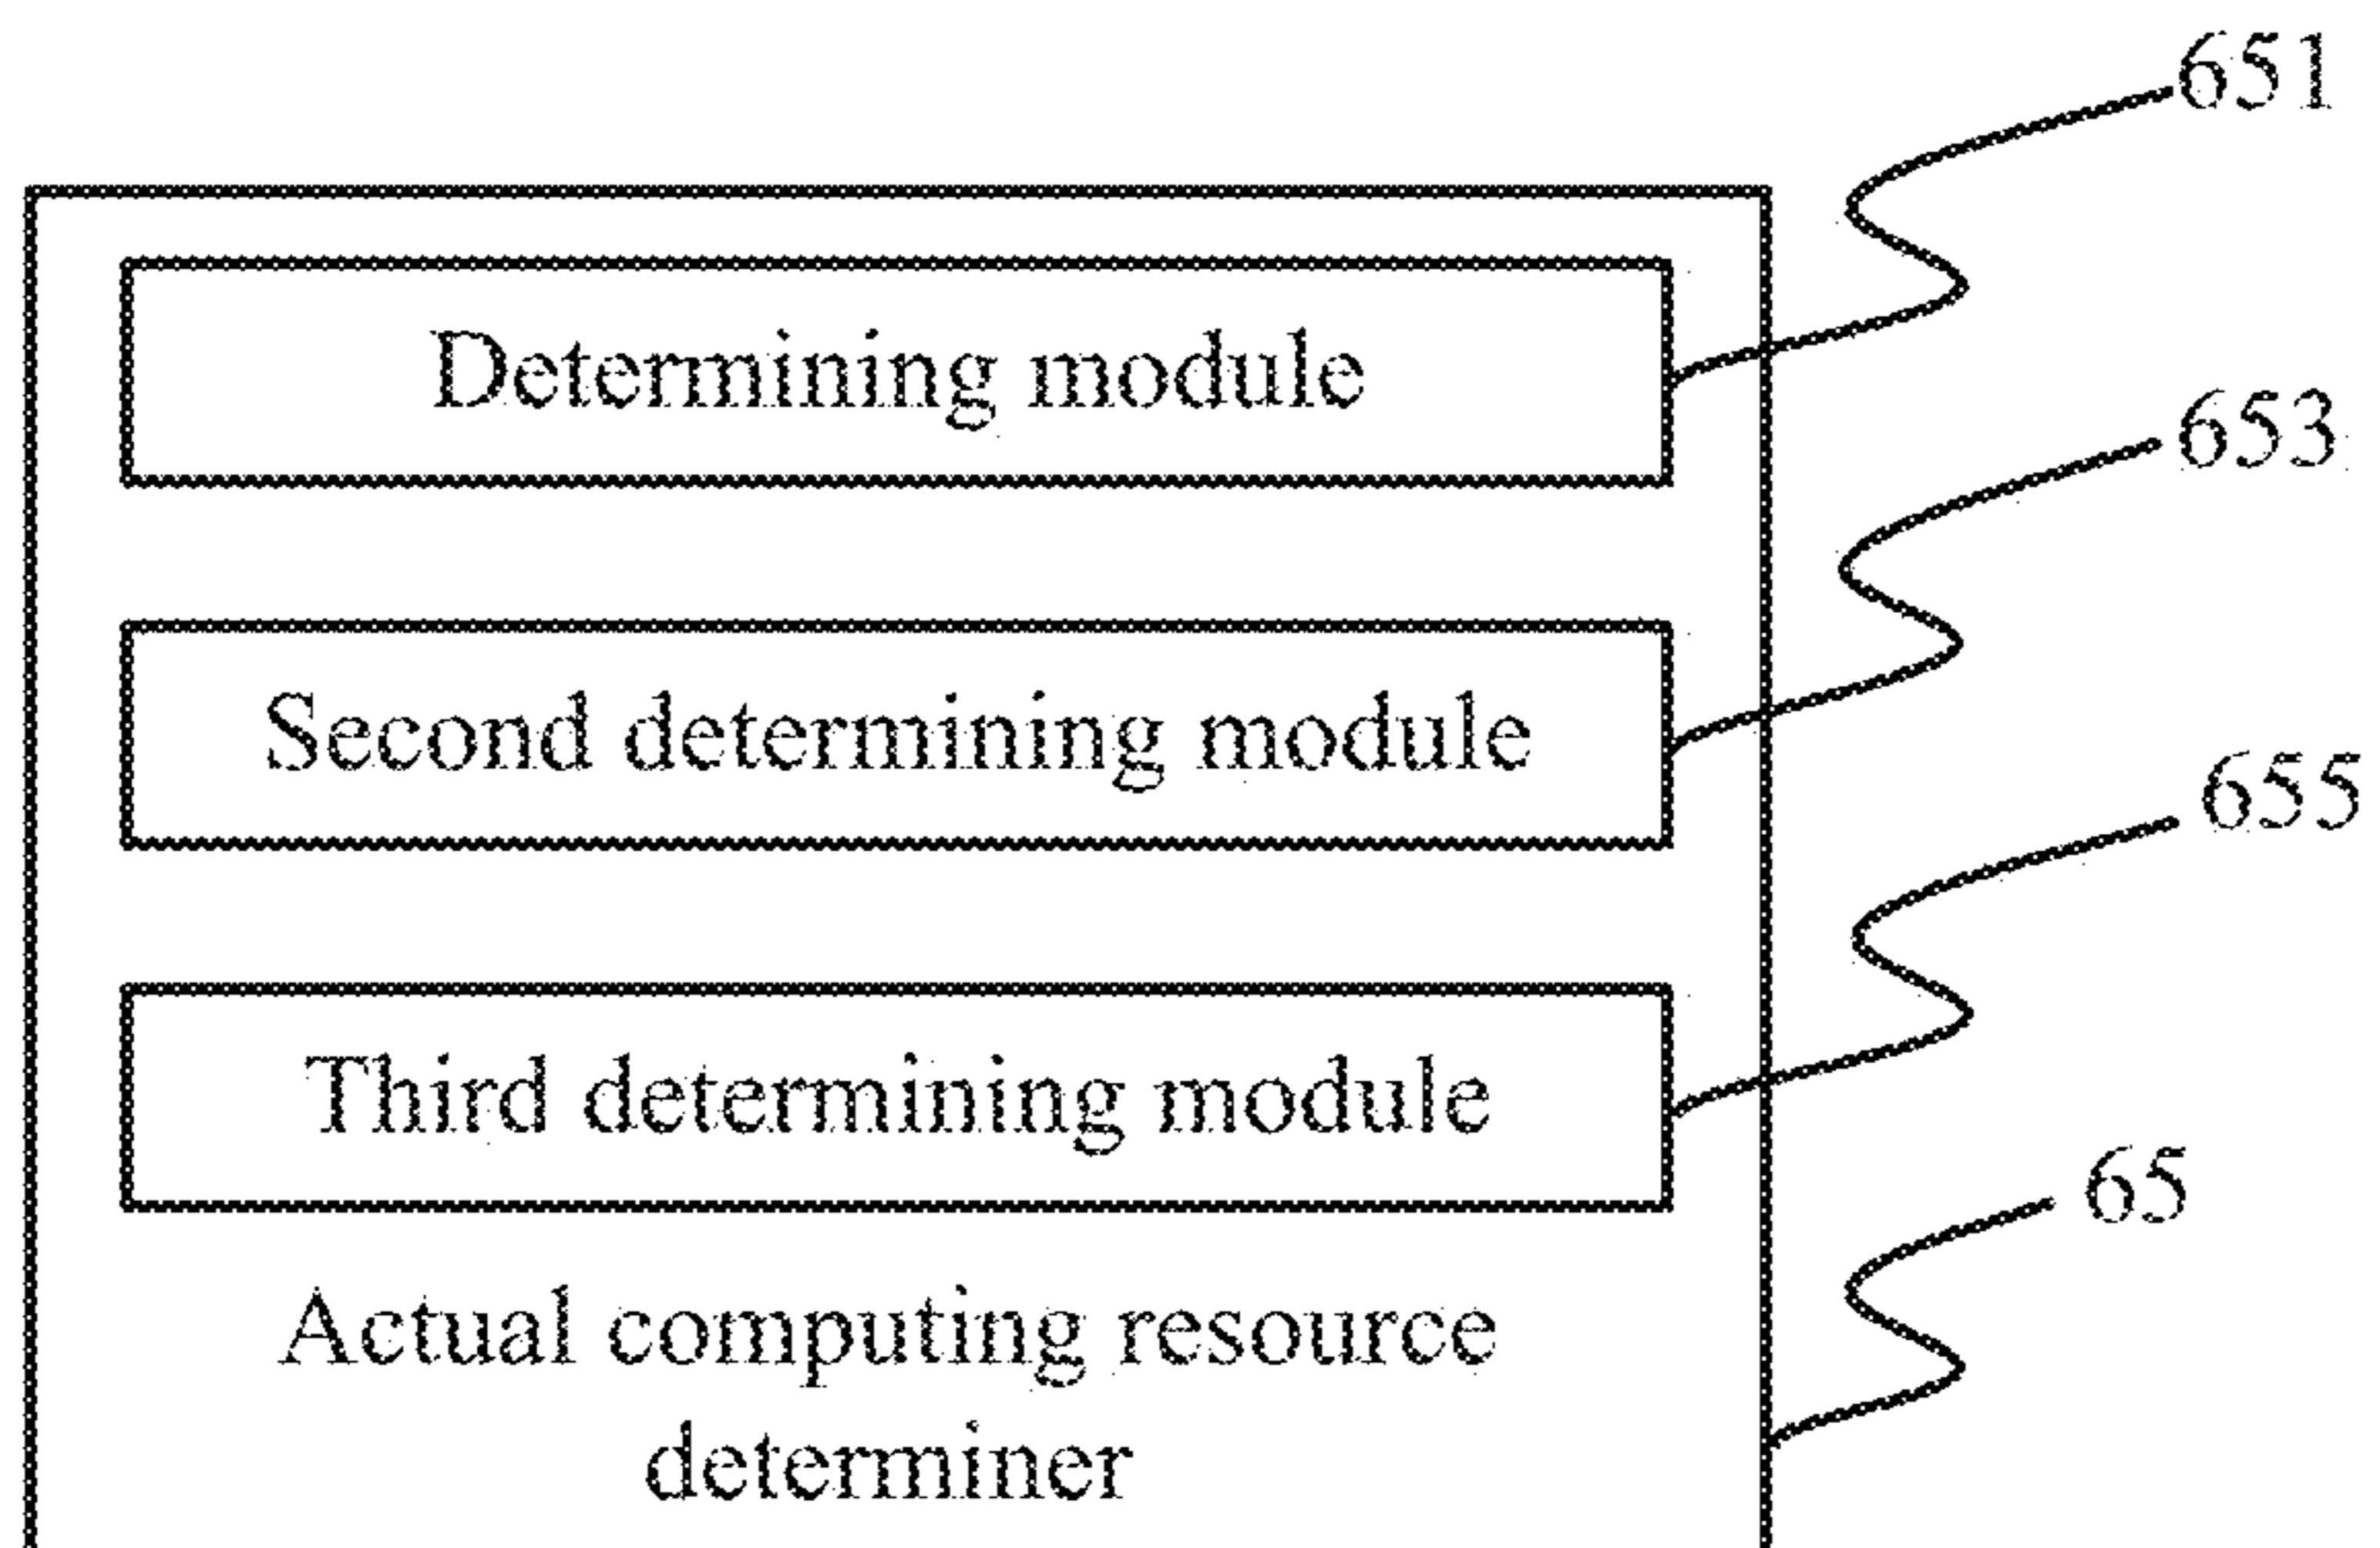 651
Determining module
653
Second determining module
655
Third determining module
65
Actual computing resource
determiner